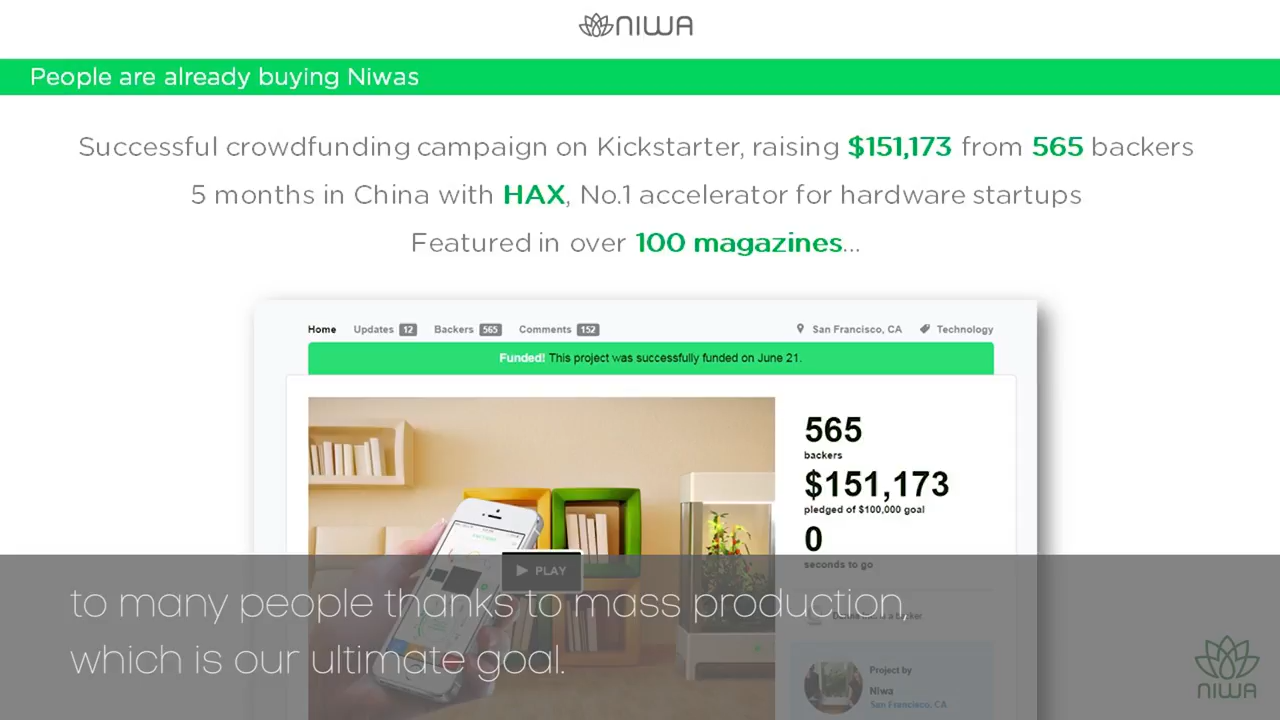 NIWA
People are already buying Niwas
Successful crowdfunding campaign on Kickstarter, raising $151,173 from 565 backers
5 months in China with HAX, No.1 accelerator for hardware startups
Featured in over 100 magazines...
Home Updates 12 Backers 565 Comments 152 San Francisco, CA Technology
Funded! This project was successfully funded on June 21.
565
backers
$151,173
pledged of $100,000 goal
0
seconds to go
PLAY
to many people thanks to mass production,
which is our ultimate goal.
is a backer
Project by
Niwa
San Francisco, CA
NIWA